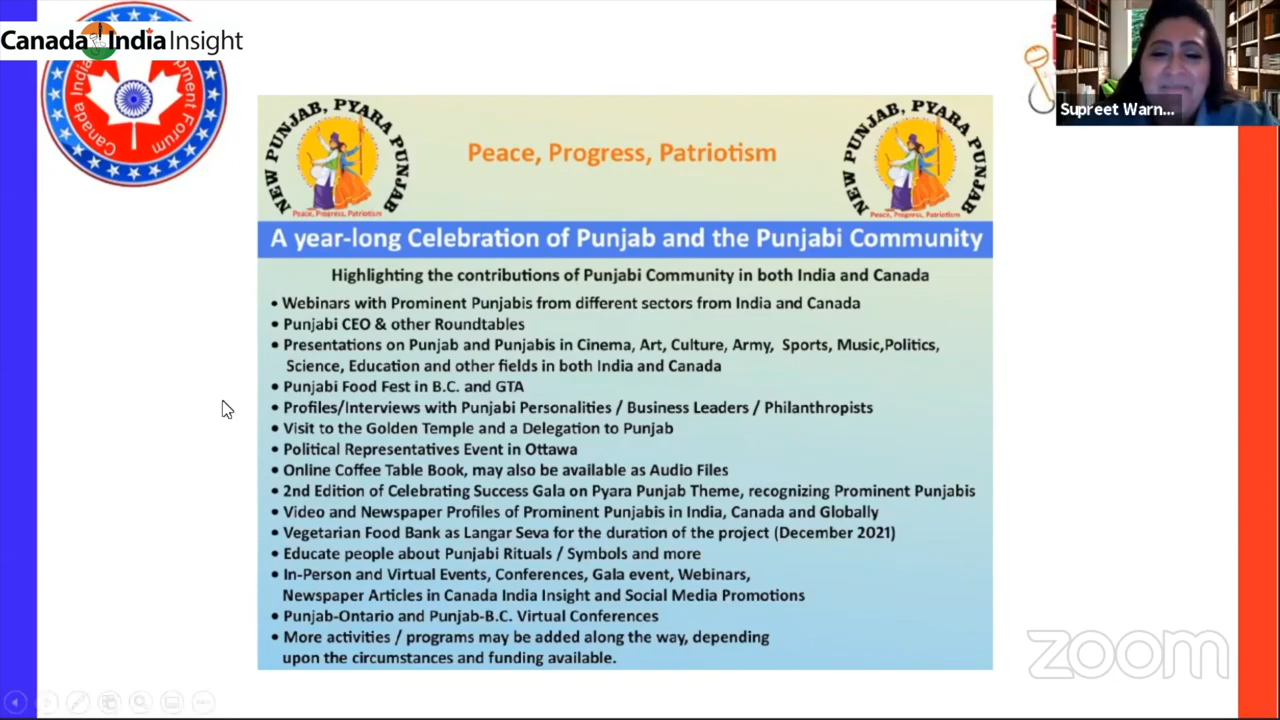 Canada India Insight
Canada India
opment Forum
NEW PUNJAB, PYARA PUNJAB
Peace, Progress, Patriotism
Peace, Progress, Patriotism
NEW PUNJAB, PYARA PUNJAB
Peace, Progress, Patriotism
Supreet Warn...
A year-long Celebration of Punjab and the Punjabi Community
Highlighting the contributions of Punjabi Community in both India and Canada
• Webinars with Prominent Punjabis from different sectors from India and Canada
• Punjabi CEO & other Roundtables
• Presentations on Punjab and Punjabis in Cinema, Art, Culture, Army, Sports, Music,Politics,
Science, Education and other fields in both India and Canada
• Punjabi Food Fest in B.C. and GTA
• Profiles/Interviews with Punjabi Personalities / Business Leaders / Philanthropists
• Visit to the Golden Temple and a Delegation to Punjab
• Political Representatives Event in Ottawa
• Online Coffee Table Book, may also be available as Audio Files
• 2nd Edition of Celebrating Success Gala on Pyara Punjab Theme, recognizing Prominent Punjabis
• Video and Newspaper Profiles of Prominent Punjabis in India, Canada and Globally
• Vegetarian Food Bank as Langar Seva for the duration of the project (December 2021)
• Educate people about Punjabi Rituals / Symbols and more
• In-Person and Virtual Events, Conferences, Gala event, Webinars,
Newspaper Articles in Canada India Insight and Social Media Promotions
• Punjab-Ontario and Punjab-B.C. Virtual Conferences
• More activities / programs may be added along the way, depending
upon the circumstances and funding available.
zoom